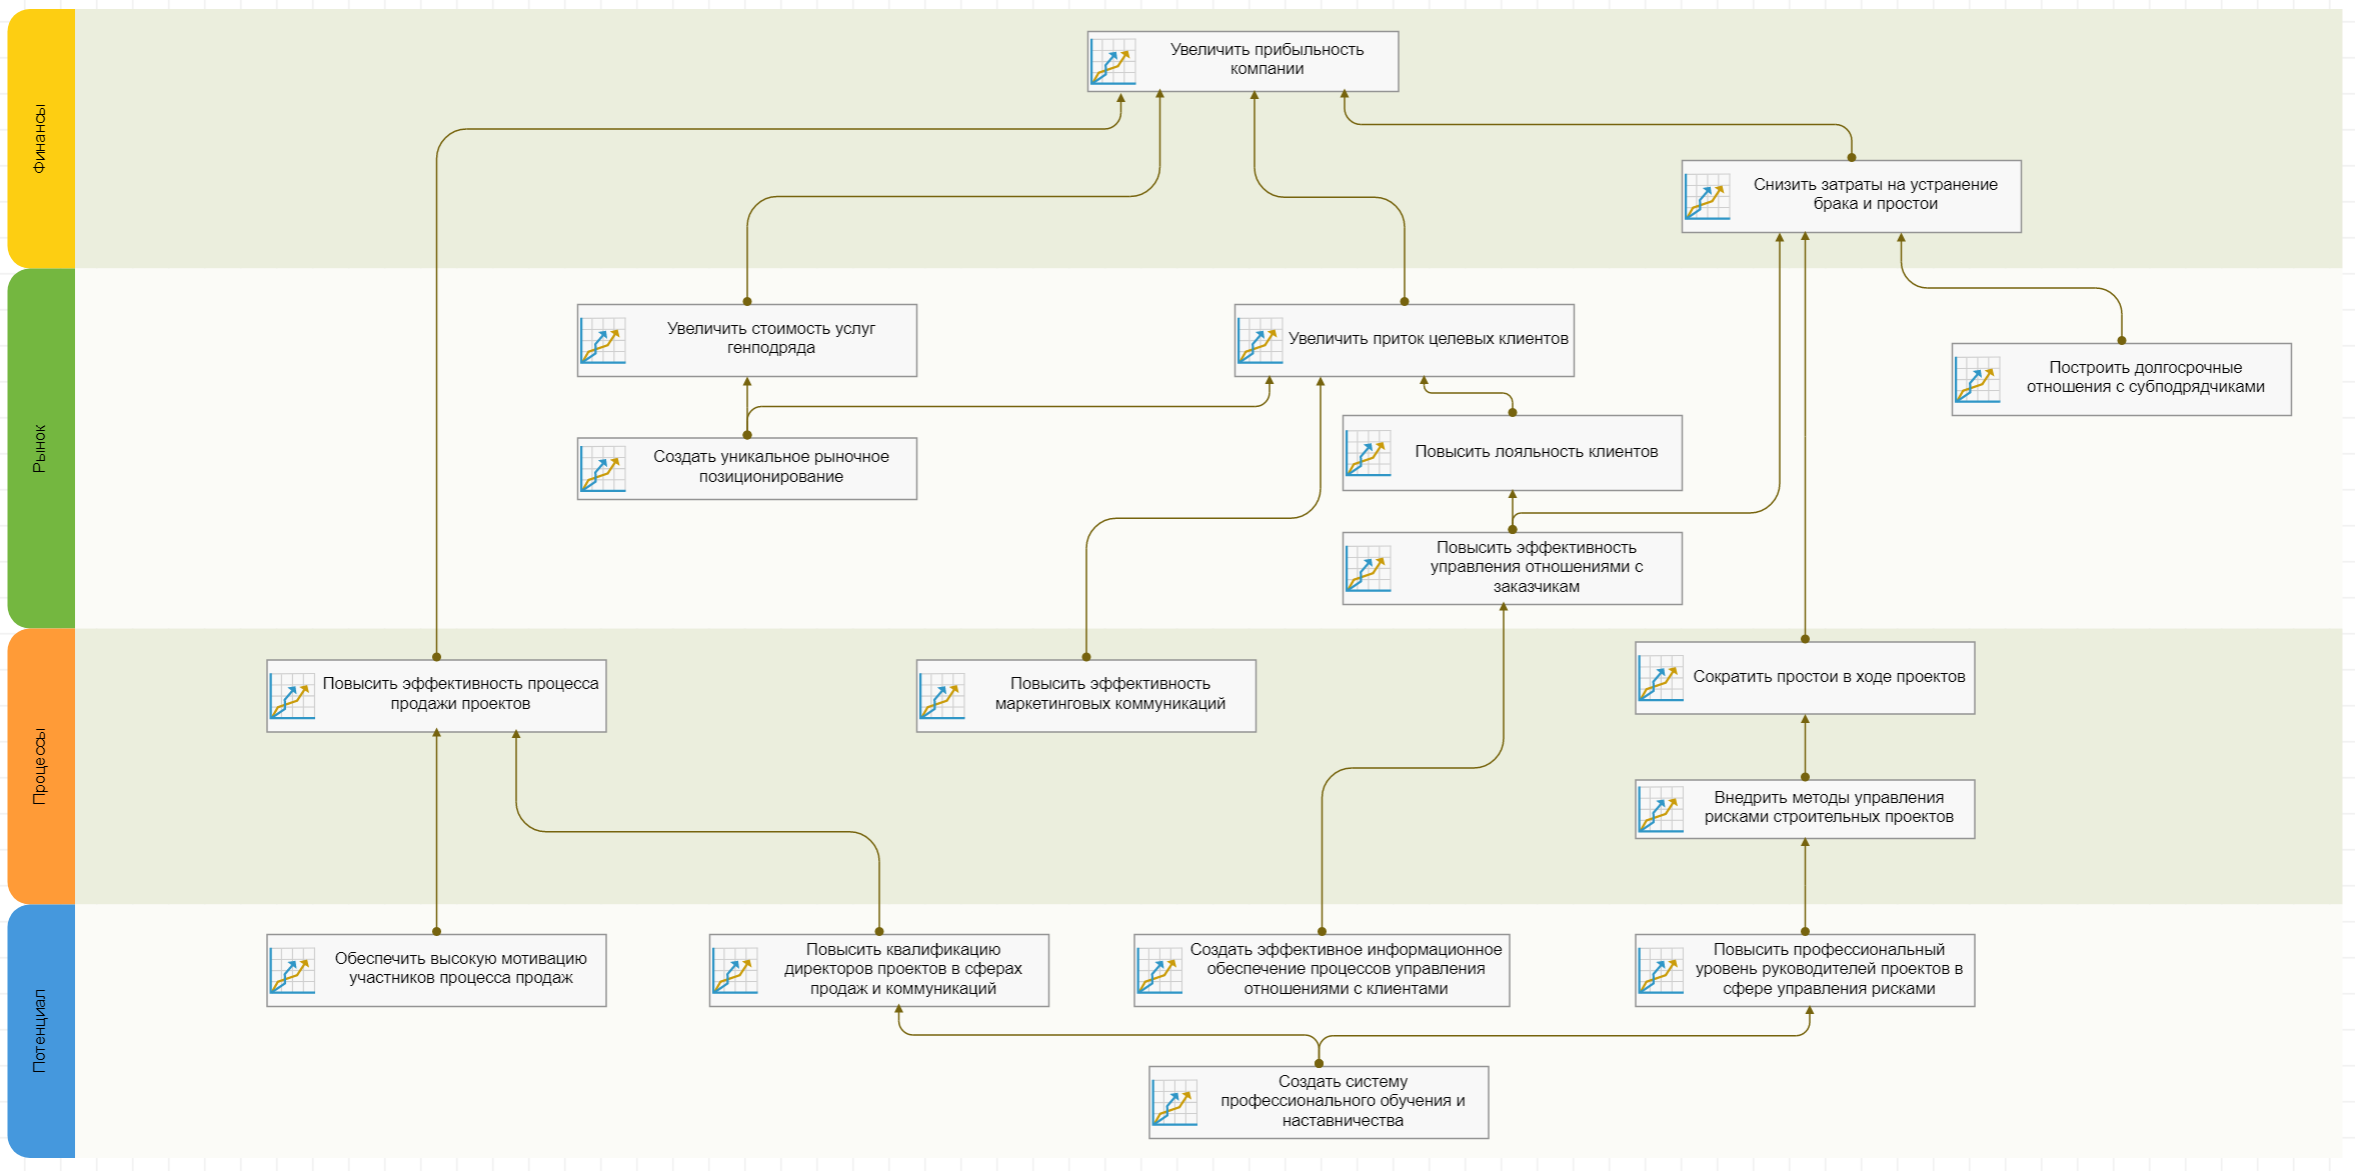 Финансы
Увеличить прибыльность
компании
Снизить затраты на устранение
брака и простои
Рынок
Увеличить стоимость услуг
генподряда
Увеличить приток целевых клиентов
Построить долгосрочные
отношения с субподрядчиками
Создать уникальное рыночное
позиционирование
Повысить лояльность клиентов
Повысить эффективность
управления отношениями с
заказчикам
Процессы
Повысить эффективность процесса
продажи проектов
Повысить эффективность
маркетинговых коммуникаций
Сократить простои в ходе проектов
Внедрить методы управления
рисками строительных проектов
Потенциал
Обеспечить высокую мотивацию
участников процесса продаж
Повысить квалификацию
директоров проектов в сферах
продаж и коммуникаций
Создать эффективное информационное
обеспечение процессов управления
отношениями с клиентами
Повысить профессиональный
уровень руководителей проектов в
сфере управления рисками
Создать систему
профессионального обучения и
наставничества